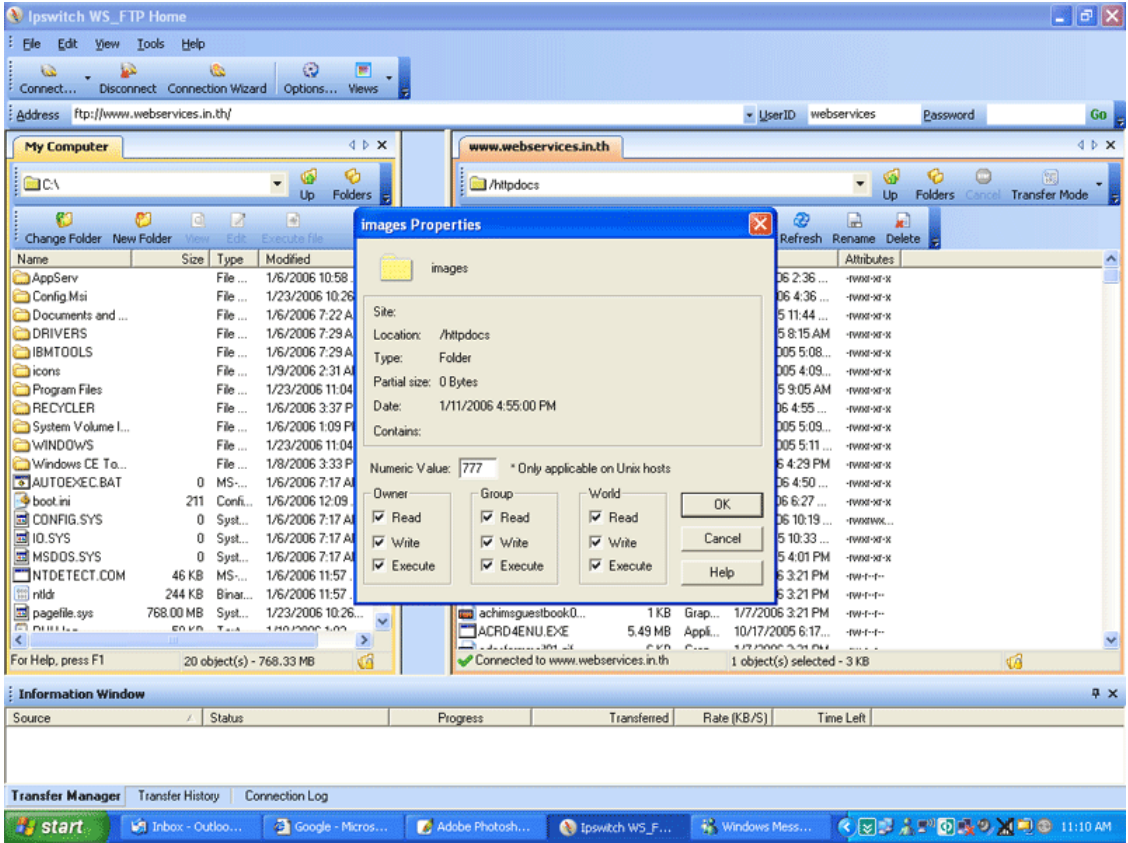 Ipswitch WS_FTP Home
File Edit View Tools Help
Connect... Disconnect Connection Wizard Options... Views
Address ftp://www.webservices.in.th/ UserID webservices Password Go
My Computer www.webservices.in.th
C:\ Up Folders /httpdocs Up Folders Cancel Transfer Mode
Change Folder New Folder View Edit Execute file Refresh Rename Delete
Name Size Type Modified Attributes
AppServ File ... 1/6/2006 10:58 06 2:36 ... -rwxr-xr-x
Config.Msi File ... 1/23/2006 10:26 06 4:36 ... -rwxr-xr-x
Documents and ... File ... 1/6/2006 7:22 A 5 11:44 ... -rwxr-xr-x
DRIVERS File ... 1/6/2006 7:29 A 5 8:15 AM -rwxr-xr-x
IBMTOOLS File ... 1/6/2006 7:29 A 005 5:08... -rwxr-xr-x
icons File ... 1/9/2006 2:31 A 005 4:09... -rwxr-xr-x
Program Files File ... 1/23/2006 11:04 5 9:05 AM -rwxr-xr-x
RECYCLER File ... 1/6/2006 3:37 P 06 4:55 ... -rwxr-xr-x
System Volume I... File ... 1/6/2006 1:09 P 005 5:09... -rwxr-xr-x
WINDOWS File ... 1/23/2006 11:04 005 5:11 ... -rwxr-xr-x
Windows CE To... File ... 1/8/2006 3:33 P 6 4:29 PM -rwxr-xr-x
AUTOEXEC.BAT 0 MS-... 1/6/2006 7:17 A 06 4:50 ... -rwxr-xr-x
boot.ini 211 Confi... 1/6/2006 12:09 06 6:27 ... -rwxr-xr-x
CONFIG.SYS 0 Syst... 1/6/2006 7:17 A 06 10:19 ... -rwxrwx...
IO.SYS 0 Syst... 1/6/2006 7:17 A 5 10:33 ... -rwxr-xr-x
MSDOS.SYS 0 Syst... 1/6/2006 7:17 A 5 4:01 PM -rwxr-xr-x
NTDETECT.COM 46 KB MS-... 1/6/2006 11:57 6 3:21 PM -rw-r--r--
ntldr 244 KB Binar... 1/6/2006 11:57 6 3:21 PM -rw-r--r--
pagefile.sys 768.00 MB Syst... 1/23/2006 10:26... achimsguestbook0... 1 KB Grap... 1/7/2006 3:21 PM -rw-r--r--
ACRD4ENU.EXE 5.49 MB Appli... 10/17/2005 6:17... -rw-r--r--
images Properties
images
Site:
Location: /httpdocs
Type: Folder
Partial size: 0 Bytes
Date: 1/11/2006 4:55:00 PM
Contains:
Numeric Value: 777 * Only applicable on Unix hosts
Owner Group World
Read Read Read OK
Write Write Write Cancel
Execute Execute Execute Help
For Help, press F1 20 object(s) - 768.33 MB Connected to www.webservices.in.th 1 object(s) selected - 3 KB
Information Window
Source Status Progress Transferred Rate (KB/S) Time Left
Transfer Manager Transfer History Connection Log
start Inbox - Outloo... Google - Micros... Adobe Photosh... Ipswitch WS_F... Windows Mess... 11:10 AM